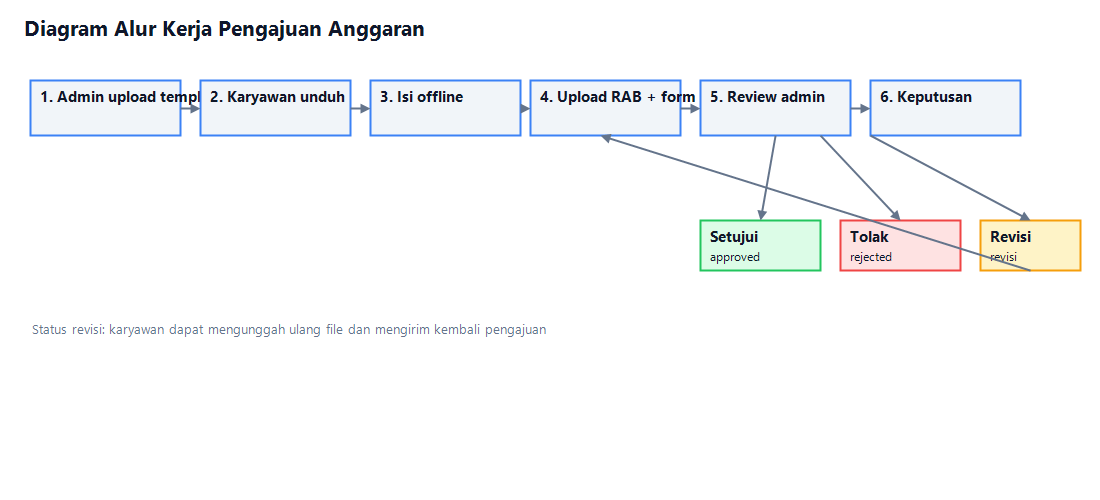 Diagram Alur Kerja Pengajuan Anggaran
1. Admin upload templ
2. Karyawan unduh
3. Isi offline
4. Upload RAB + form
5. Review admin
6. Keputusan
Setujui
approved
Tolak
rejected
Revisi
revisi
Status revisi: karyawan dapat mengunggah ulang file dan mengirim kembali pengajuan